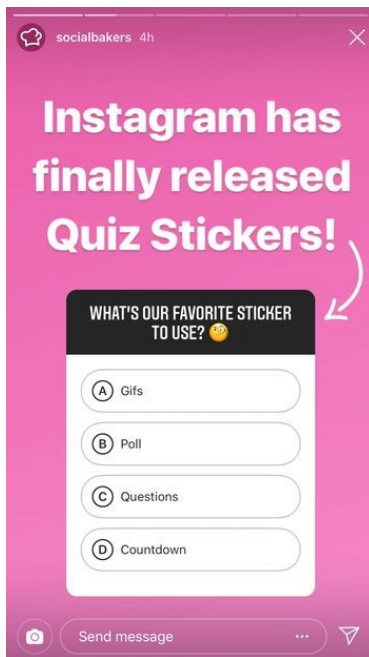 socialbakers 4h
Instagram has
finally released
Quiz Stickers!
WHAT'S OUR FAVORITE STICKER
TO USE? 🧐
A Gifs
B Poll
C Questions
D Countdown
Send message